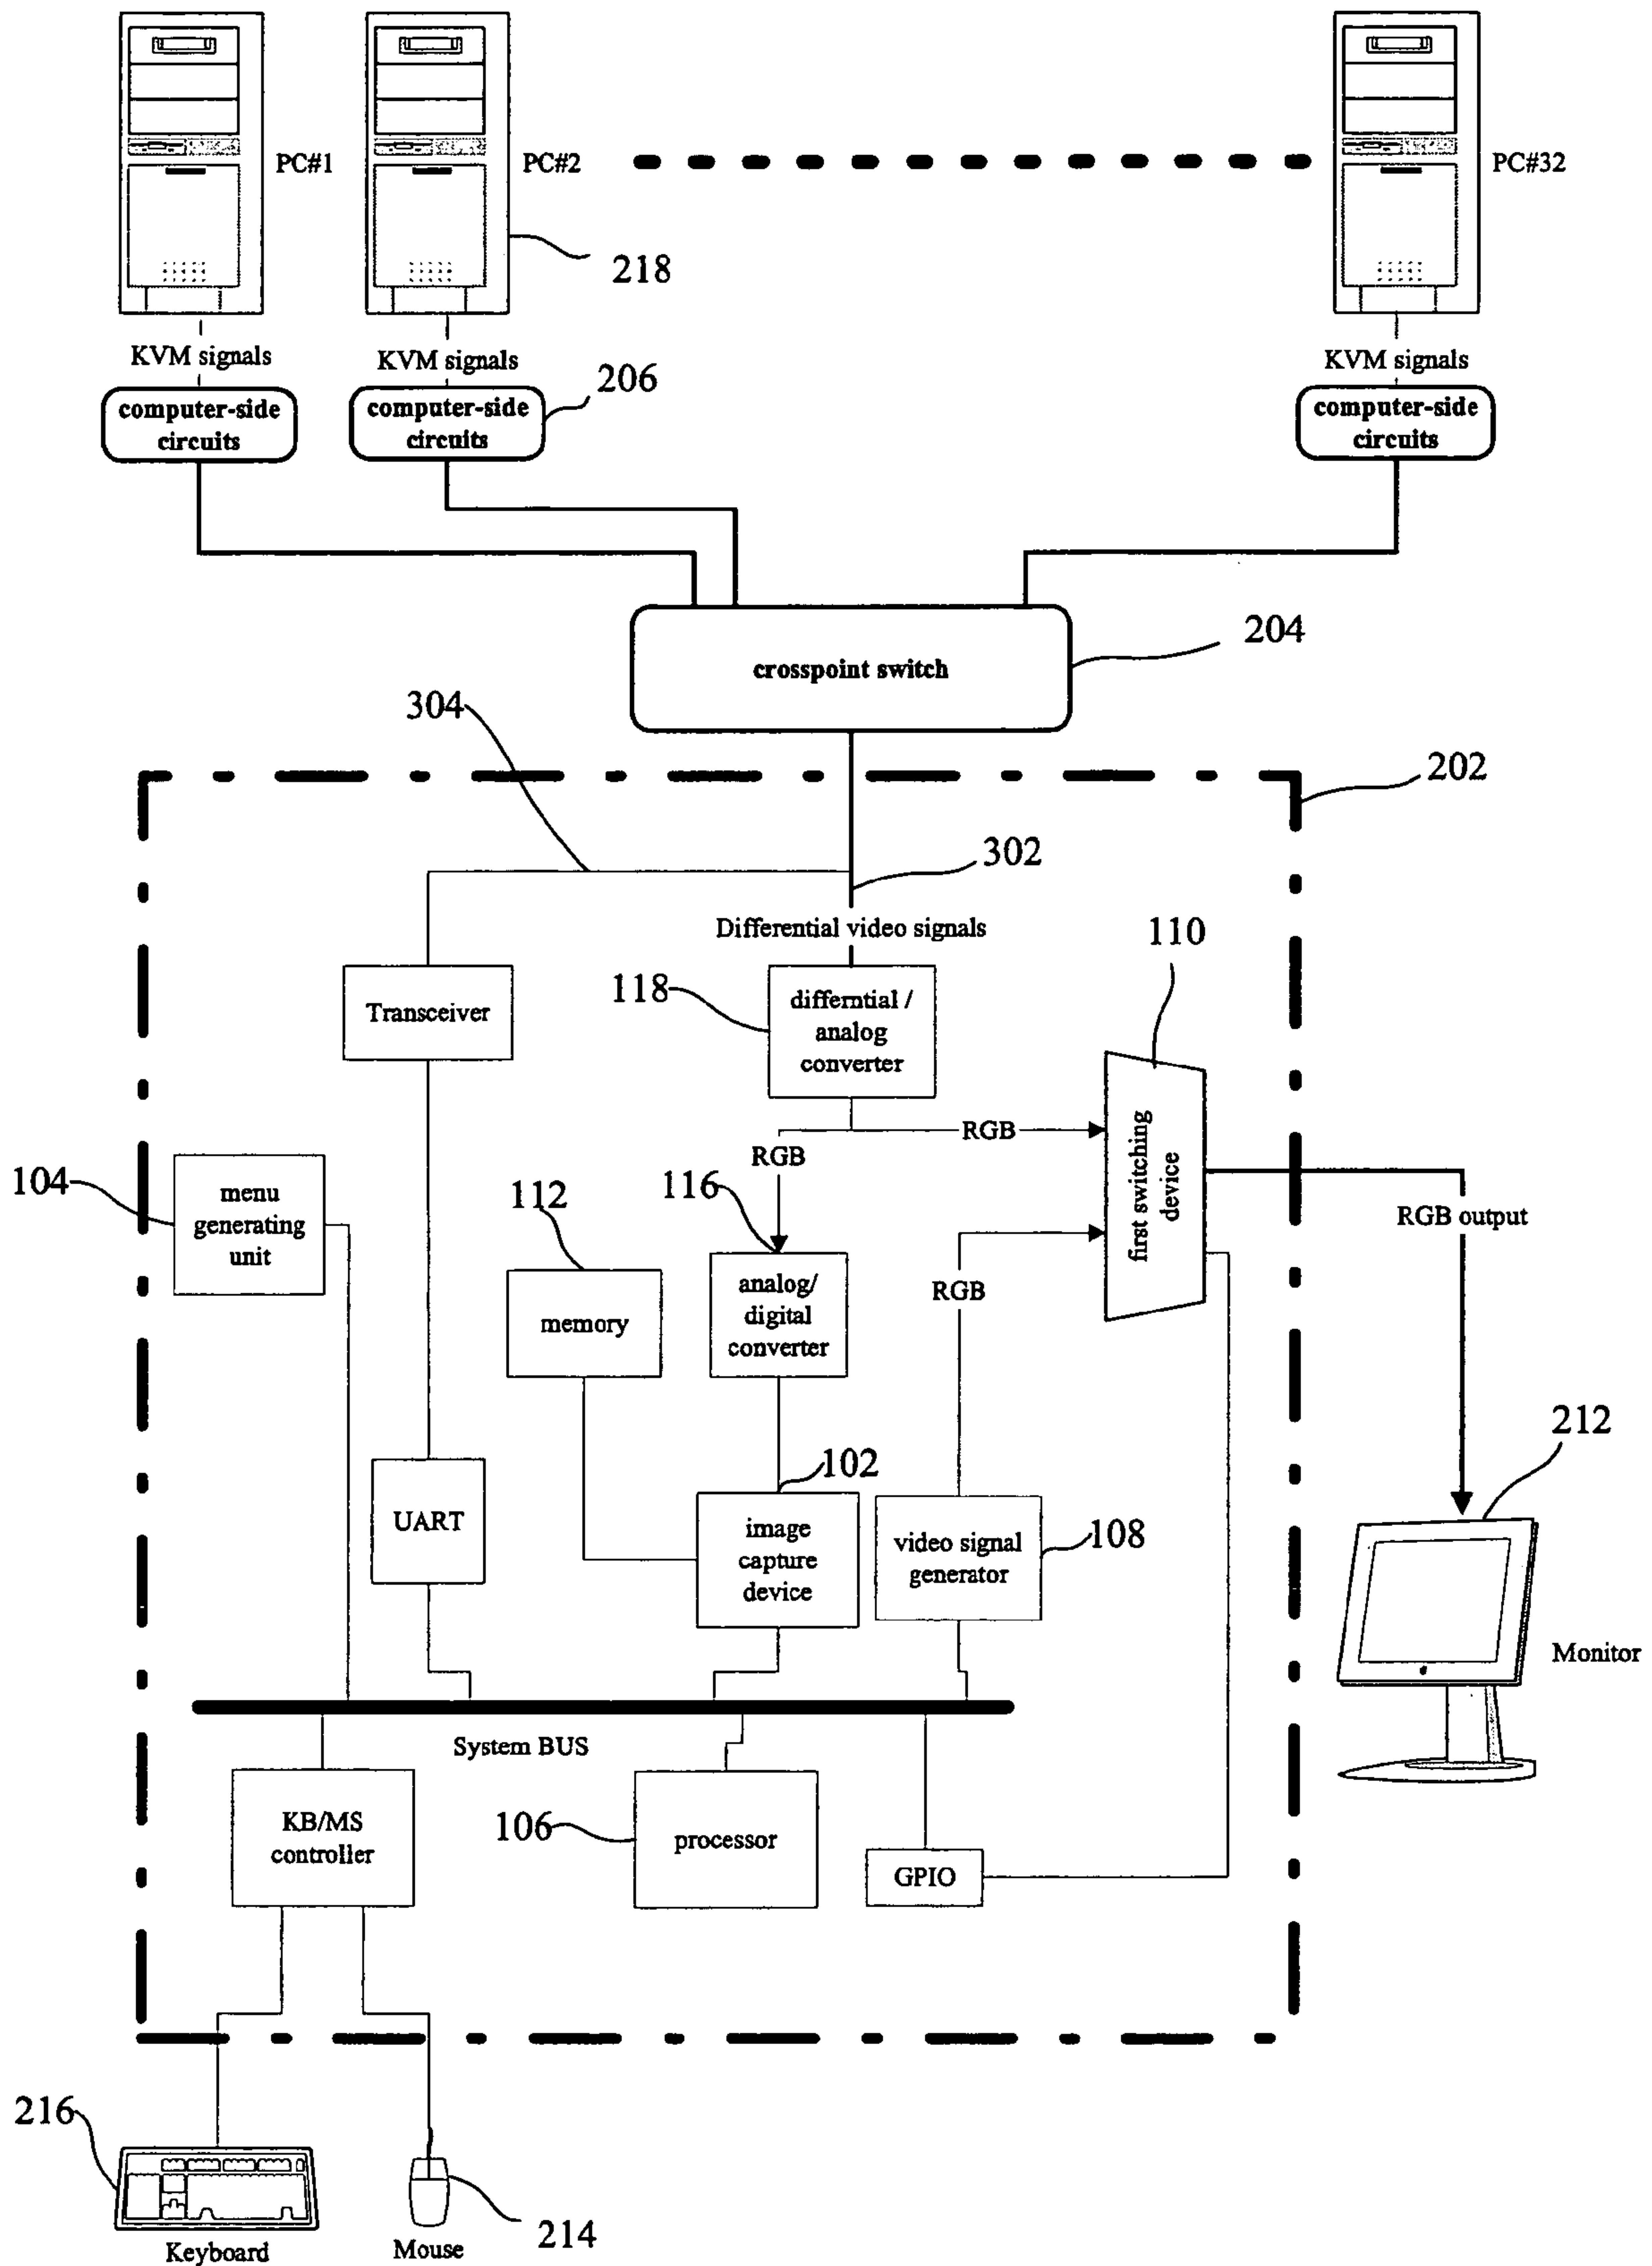 PC#1
PC#2
PC#32
218
KVM signals
KVM signals
KVM signals
206
computer-side
circuits
computer-side
circuits
computer-side
circuits
204
crosspoint switch
304
202
302
Differential video signals
110
118
differntial /
analog
converter
Transceiver
RGB
RGB
first switching
device
104
menu
generating
unit
112
116
RGB output
memory
analog/
digital
converter
RGB
212
102
UART
image
capture
device
video signal
generator
108
Monitor
System BUS
KB/MS
controller
106
processor
GPIO
216
214
Keyboard
Mouse